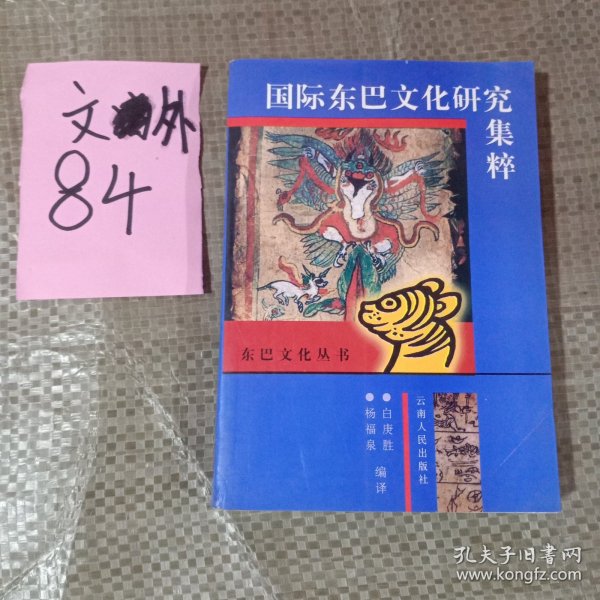 文外
84
国际东巴文化研究
集粹
东巴文化丛书
白庚胜
杨福泉
编译
云南人民出版社
孔夫子旧书网
www.kongfz.com